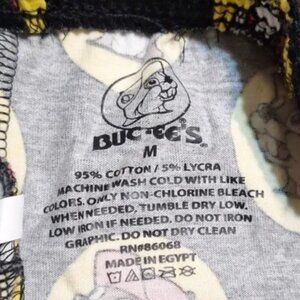 BUC-EE'S
M
95% COTTON / 5% LYCRA
MACHINE WASH COLD WITH LIKE
COLORS. ONLY NON-CHLORINE BLEACH
WHEN NEEDED. TUMBLE DRY LOW.
LOW IRON IF NEEDED. DO NOT IRON
GRAPHIC. DO NOT DRY CLEAN
RN#86068
MADE IN EGYPT